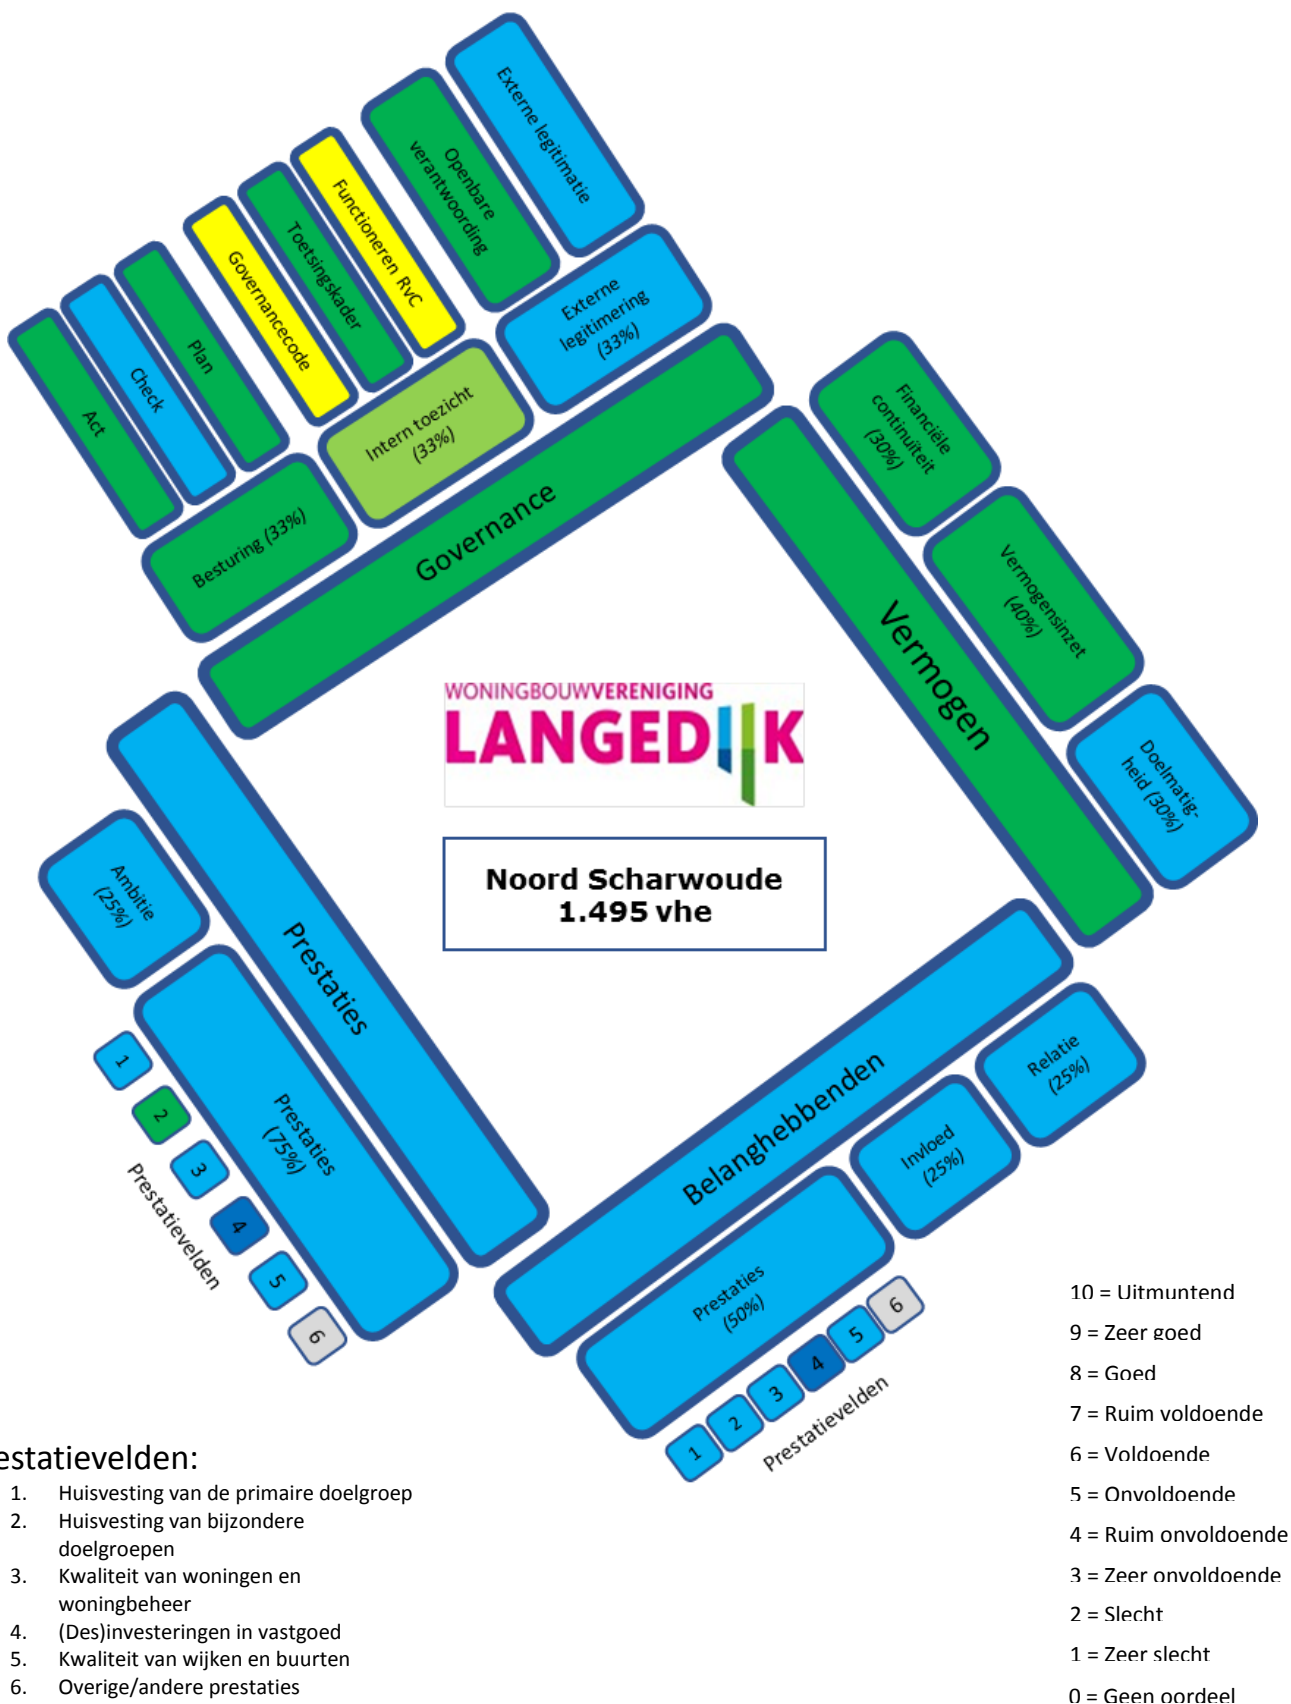 Externe legitimatie
Openbare
verantwoording
Functioneren RvC
Toetsingskader
Governancecode
Plan
Check
Act
Externe
legitimering
(33%)
Intern toezicht
(33%)
Besturing (33%)
Governance
Financiële
continuïteit
(30%)
Vermogensinzet
(40%)
Doelmatig-
heid (30%)
Vermogen
WONINGBOUWVERENIGING
LANGEDIJK
Noord Scharwoude
1.495 vhe
Ambitie
(25%)
Prestaties
Prestaties
(75%)
1
2
3
4
5
6
Prestatievelden
Belanghebbenden
Relatie
(25%)
Invloed
(25%)
Prestaties
(50%)
1
2
3
4
5
6
Prestatievelden
estatievelden:
1. Huisvesting van de primaire doelgroep
2. Huisvesting van bijzondere
doelgroepen
3. Kwaliteit van woningen en
woningbeheer
4. (Des)investeringen in vastgoed
5. Kwaliteit van wijken en buurten
6. Overige/andere prestaties
10 = Uitmuntend
9 = Zeer goed
8 = Goed
7 = Ruim voldoende
6 = Voldoende
5 = Onvoldoende
4 = Ruim onvoldoende
3 = Zeer onvoldoende
2 = Slecht
1 = Zeer slecht
0 = Geen oordeel